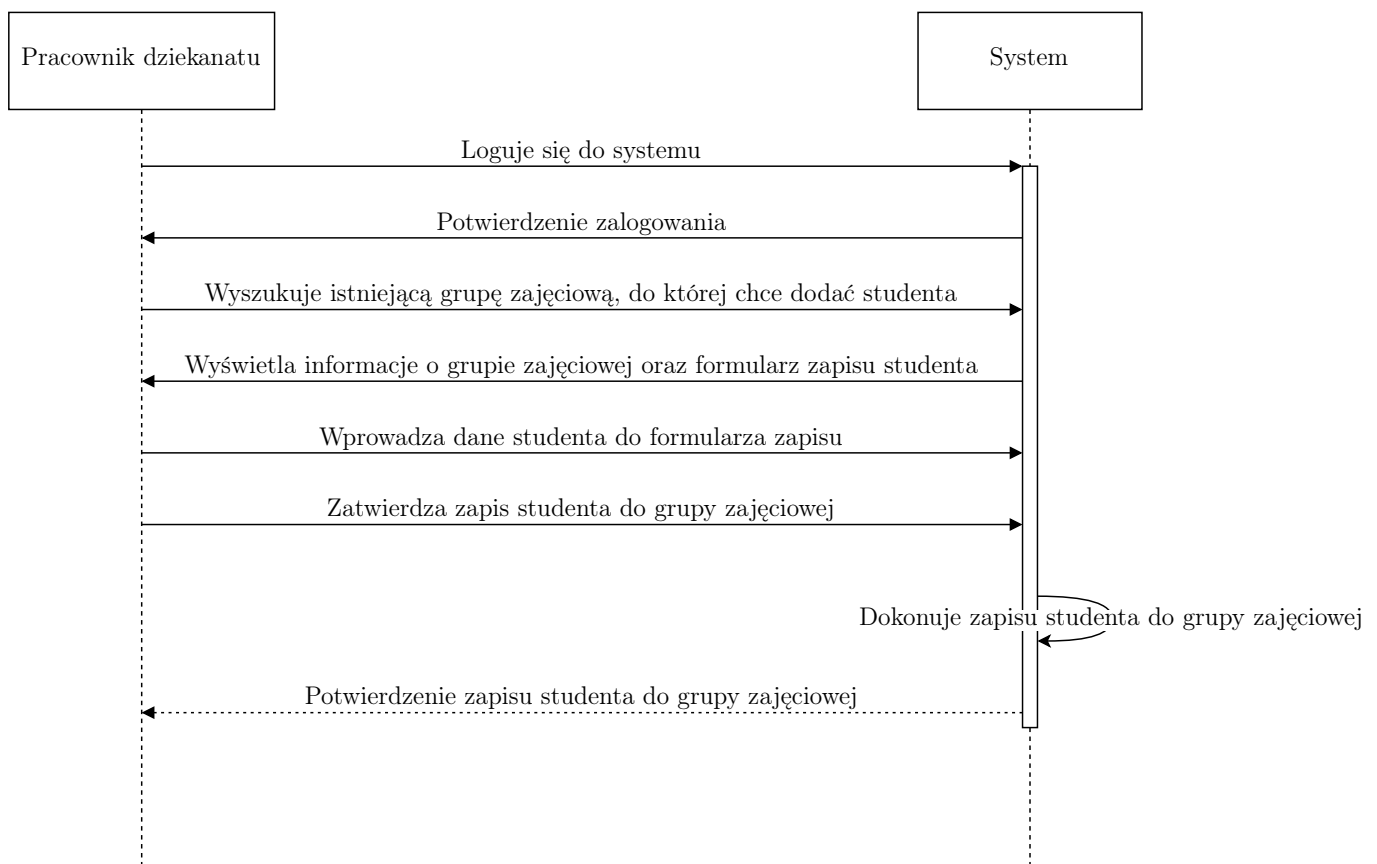 Pracownik dziekanatu
System
Loguje się do systemu
Potwierdzenie zalogowania
Wyszukuje istniejącą grupę zajęciową, do której chce dodać studenta
Wyświetla informacje o grupie zajęciowej oraz formularz zapisu studenta
Wprowadza dane studenta do formularza zapisu
Zatwierdza zapis studenta do grupy zajęciowej
Dokonuje zapisu studenta do grupy zajęciowej
Potwierdzenie zapisu studenta do grupy zajęciowej